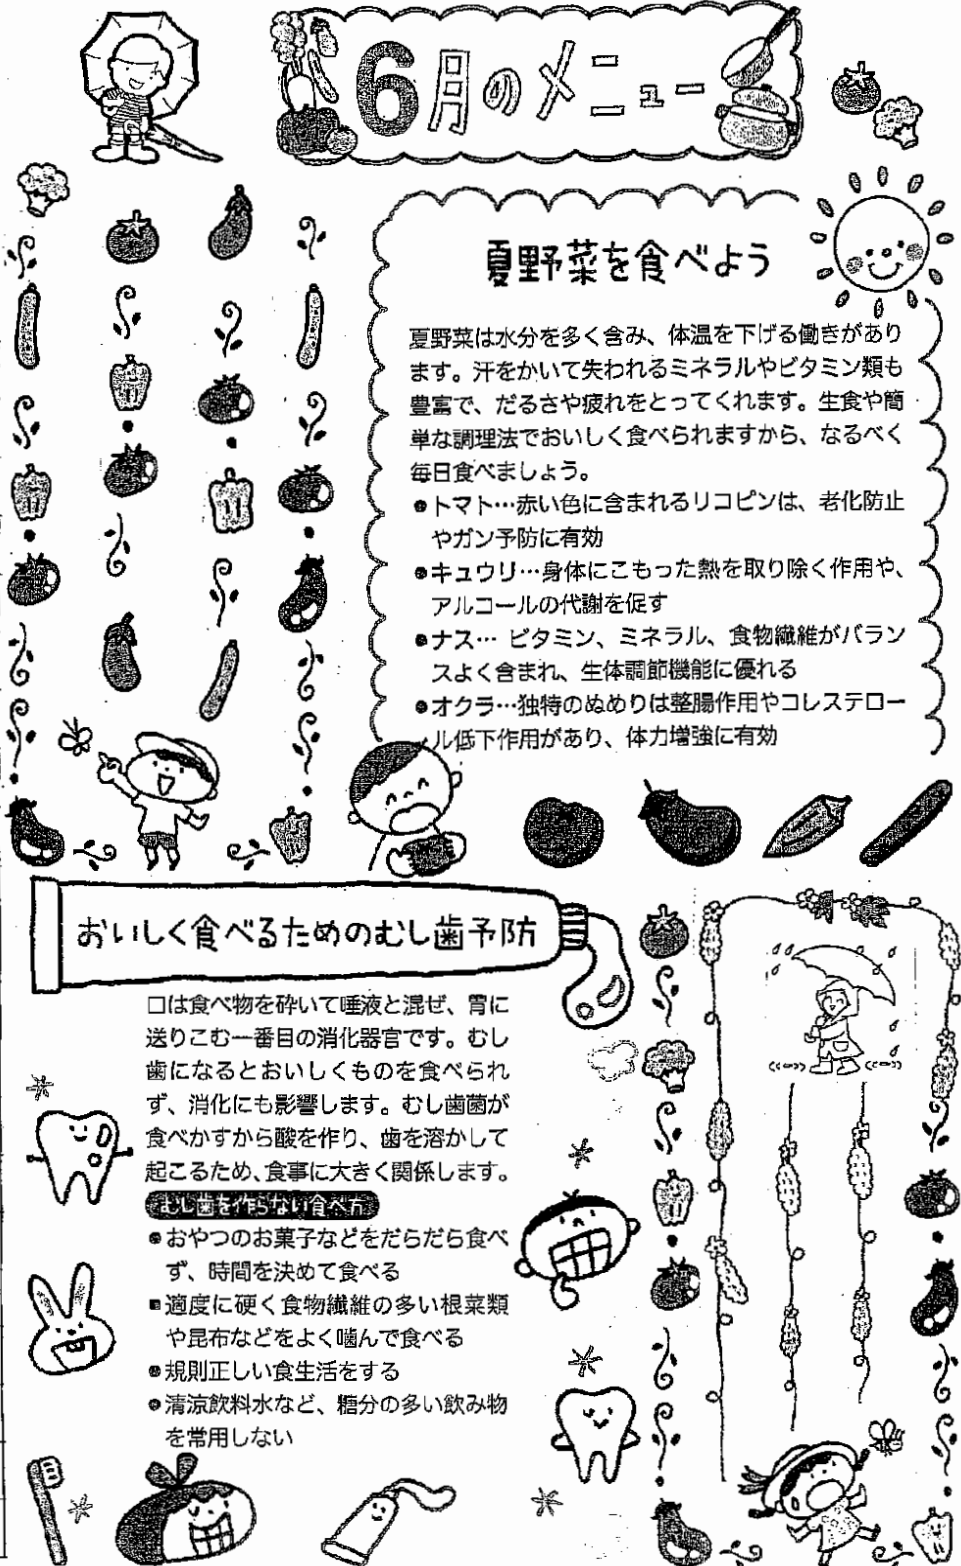 6月のメニュー
夏野菜を食べよう
夏野菜は水分を多く含み、体温を下げる働きがあり
ます。汗をかいて失われるミネラルやビタミン類も
豊富で、だるさや疲れをとってくれます。生食や簡
単な調理法でおいしく食べられますから、なるべく
毎日食べましょう。
●トマト…赤い色に含まれるリコピンは、老化防止
やガン予防に有効
●キュウリ…身体にこもった熱を取り除く作用や、
アルコールの代謝を促す
●ナス… ビタミン、ミネラル、食物繊維がバラン
スよく含まれ、生体調節機能に優れる
●オクラ…独特のぬめりは整腸作用やコレステロー
ル低下作用があり、体力増強に有効
おいしく食べるためのむし歯予防
口は食べ物を砕いて唾液と混ぜ、胃に
送りこむ一番目の消化器官です。むし
歯になるとおいしくものを食べられ
ず、消化にも影響します。むし歯菌が
食べかすから酸を作り、歯を溶かして
起こるため、食事に大きく関係します。
むし歯を作らない食べ方
●おやつのお菓子などをだらだら食べ
ず、時間を決めて食べる
■適度に硬く食物繊維の多い根菜類
や昆布などをよく噛んで食べる
●規則正しい食生活をする
●清涼飲料水など、糖分の多い飲み物
を常用しない